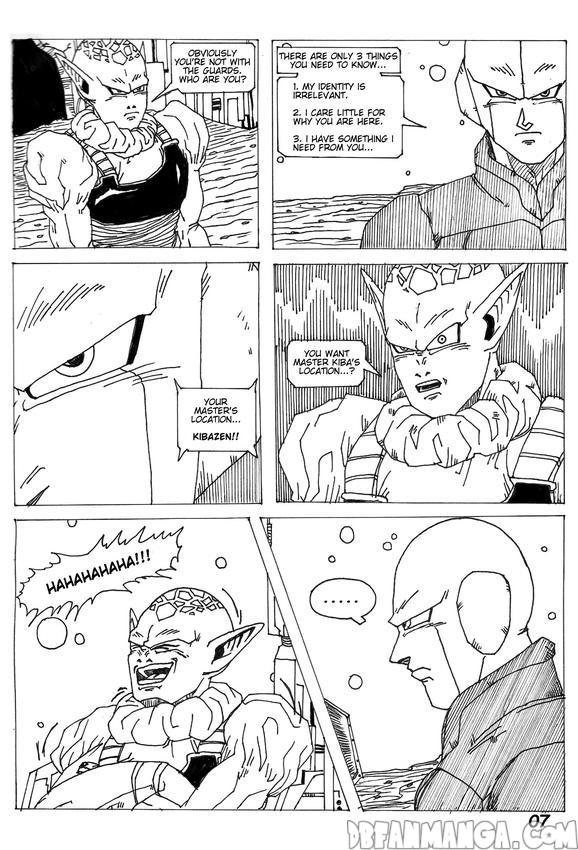 OBVIOUSLY
YOU'RE NOT WITH
THE GUARDS.
WHO ARE YOU?
THERE ARE ONLY 3 THINGS
YOU NEED TO KNOW...
1. MY IDENTITY IS
IRRELEVANT.
2. I CARE LITTLE FOR
WHY YOU ARE HERE.
3. I HAVE SOMETHING I
NEED FROM YOU...
YOUR
MASTER'S
LOCATION...
KIBAZEN!!
YOU WANT
MASTER KIBA'S
LOCATION...?
HAHAHAHAHA!!!
......
07
DBFANMANGA.COM